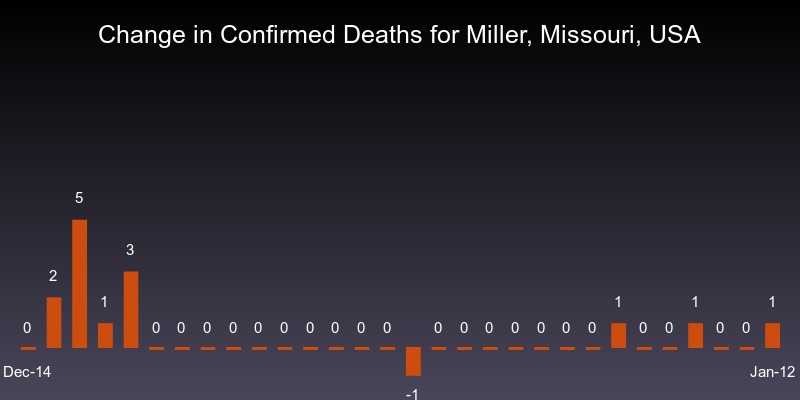 Change in Confirmed Deaths for Miller, Missouri, USA
5
3
2
1 1 1 1
0 0 0 0 0 0 0 0 0 0 0 0 0 0 0 0 0 0 0 0 0 0
Dec-14 Jan-12
-1